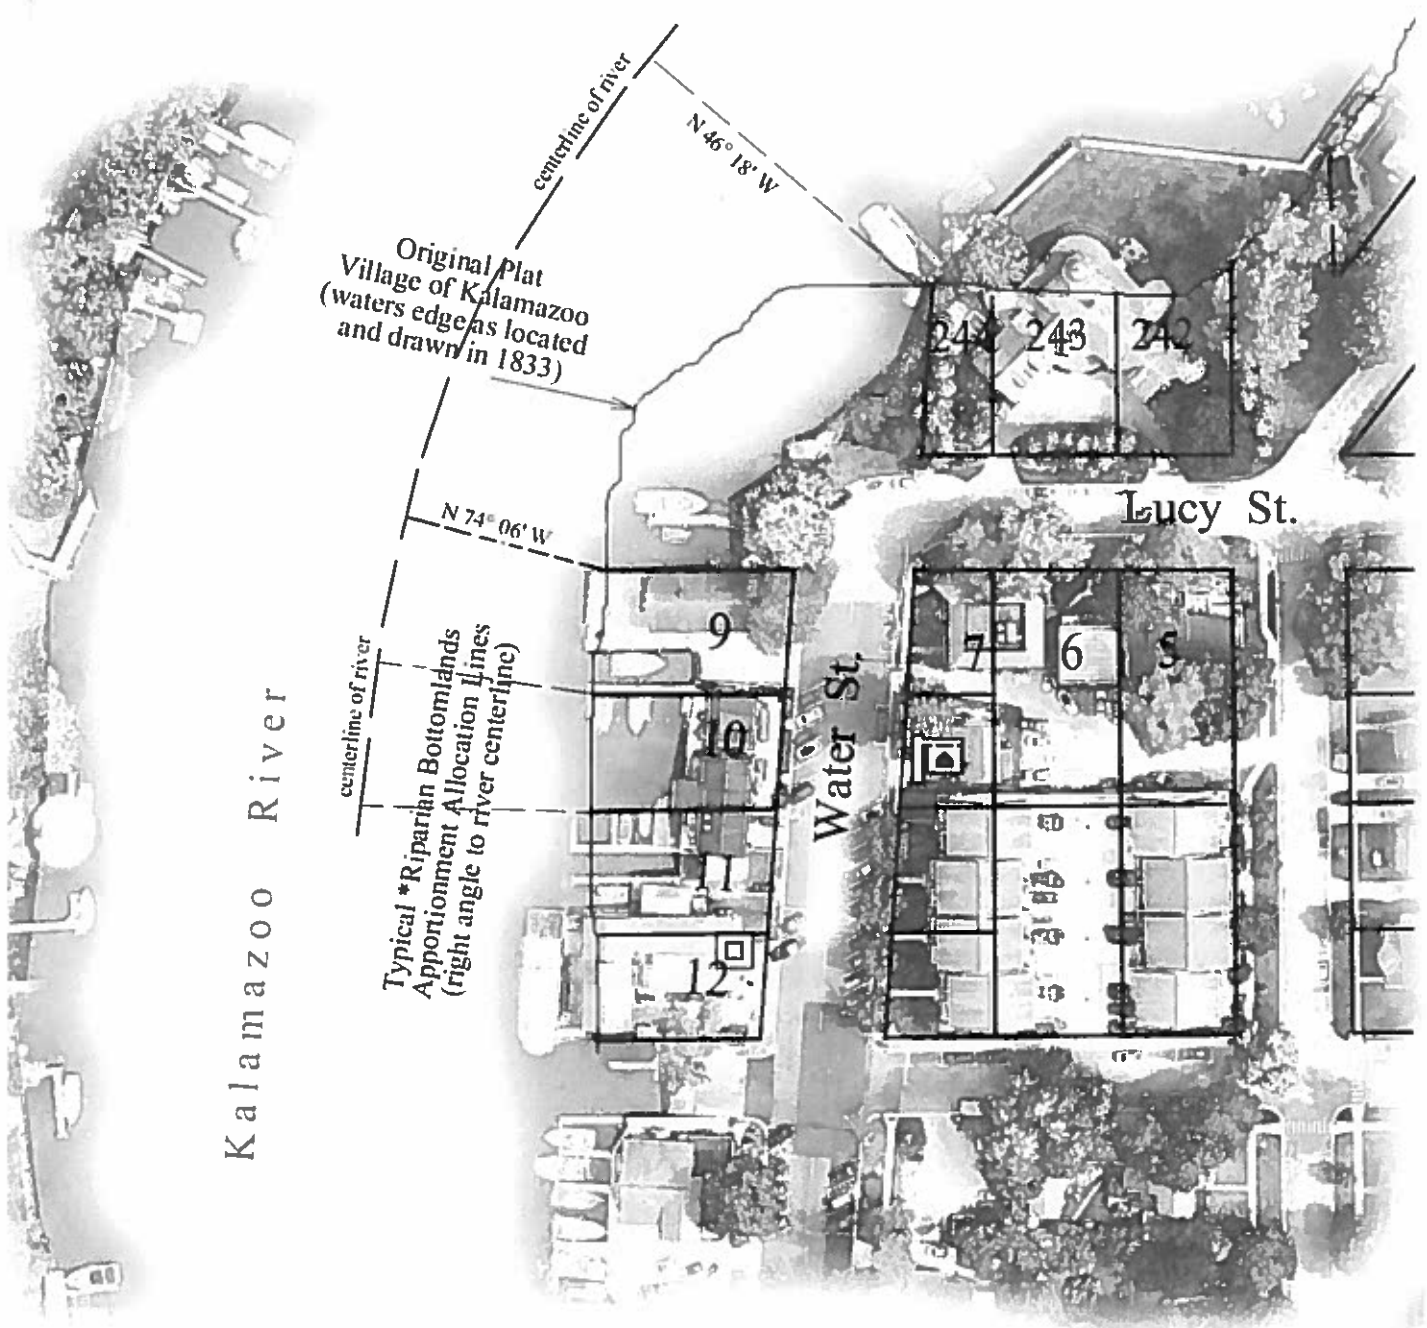 centerline of river
N 46° 18' W
Original Plat
Village of Kalamazoo
(waters edge as located
and drawn in 1833)
244
243
242
Lucy St.
N 74° 06' W
9
7
6
5
centerline of river
Typical *Riparian Bottomlands
Apportionment Allocation Lines
(right angle to river centerline)
10
Water St.
Kalamazoo River
11
12